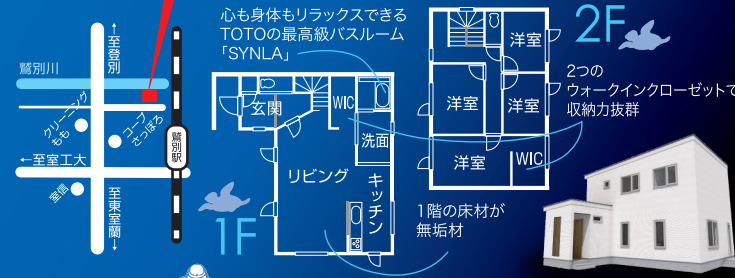 ↑至登別
鷲別川
クリーニング
もも
コープ
さっぽろ
鷲別駅
←至室工大
室信
至東室蘭↓
心も身体もリラックスできる
TOTOの最高級バスルーム
「SYNLA」
玄関
WIC
洗面
リビング
キッチン
1F
1階の床材が
無垢材
2F
洋室
洋室
洋室
洋室
WIC
2つの
ウォークインクローゼットで
収納力抜群